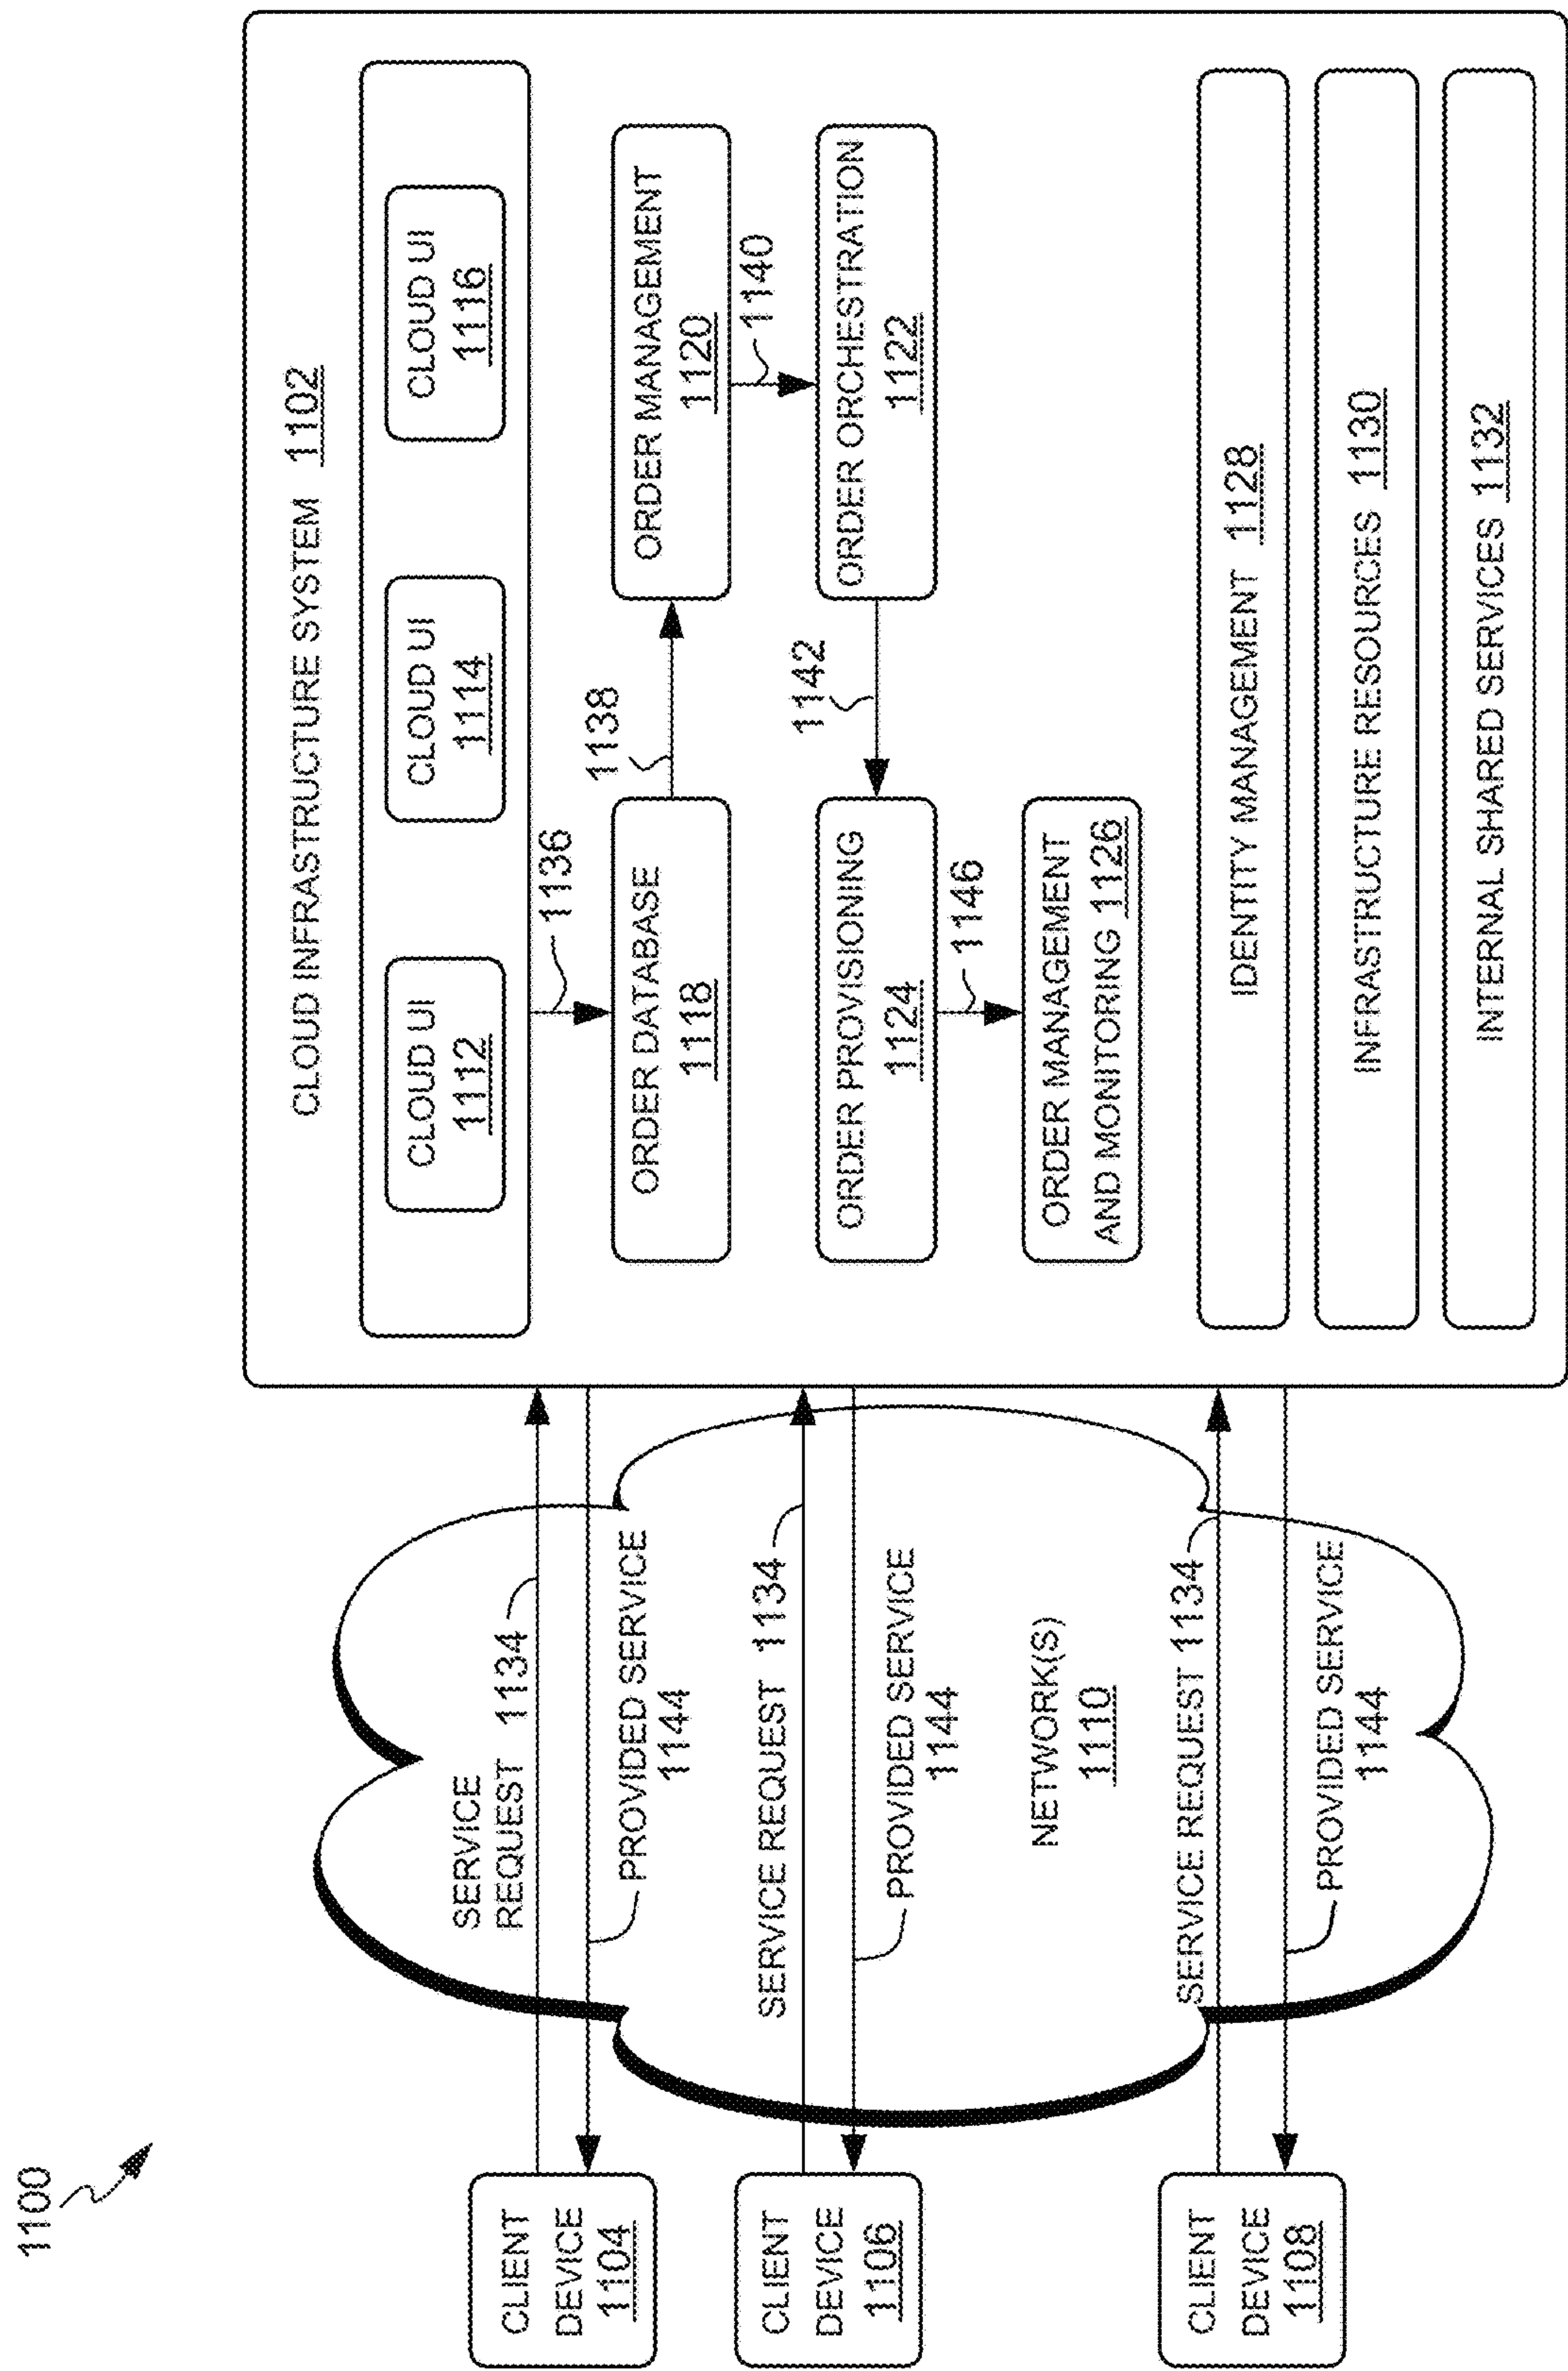 1100
CLOUD INFRASTRUCTURE SYSTEM 1102
CLOUD UI
1112
CLOUD UI
1114
CLOUD UI
1116
1136
ORDER DATABASE
1118
1138
ORDER MANAGEMENT
1120
1140
ORDER PROVISIONING
1124
1142
ORDER ORCHESTRATION
1122
1146
ORDER MANAGEMENT
AND MONITORING 1126
IDENTITY MANAGEMENT 1128
INFRASTRUCTURE RESOURCES 1130
INTERNAL SHARED SERVICES 1132
CLIENT
DEVICE
1104
SERVICE
REQUEST 1134
PROVIDED SERVICE
1144
CLIENT
DEVICE
1106
SERVICE REQUEST 1134
PROVIDED SERVICE
1144
NETWORK(S)
1110
CLIENT
DEVICE
1108
SERVICE REQUEST 1134
PROVIDED SERVICE
1144